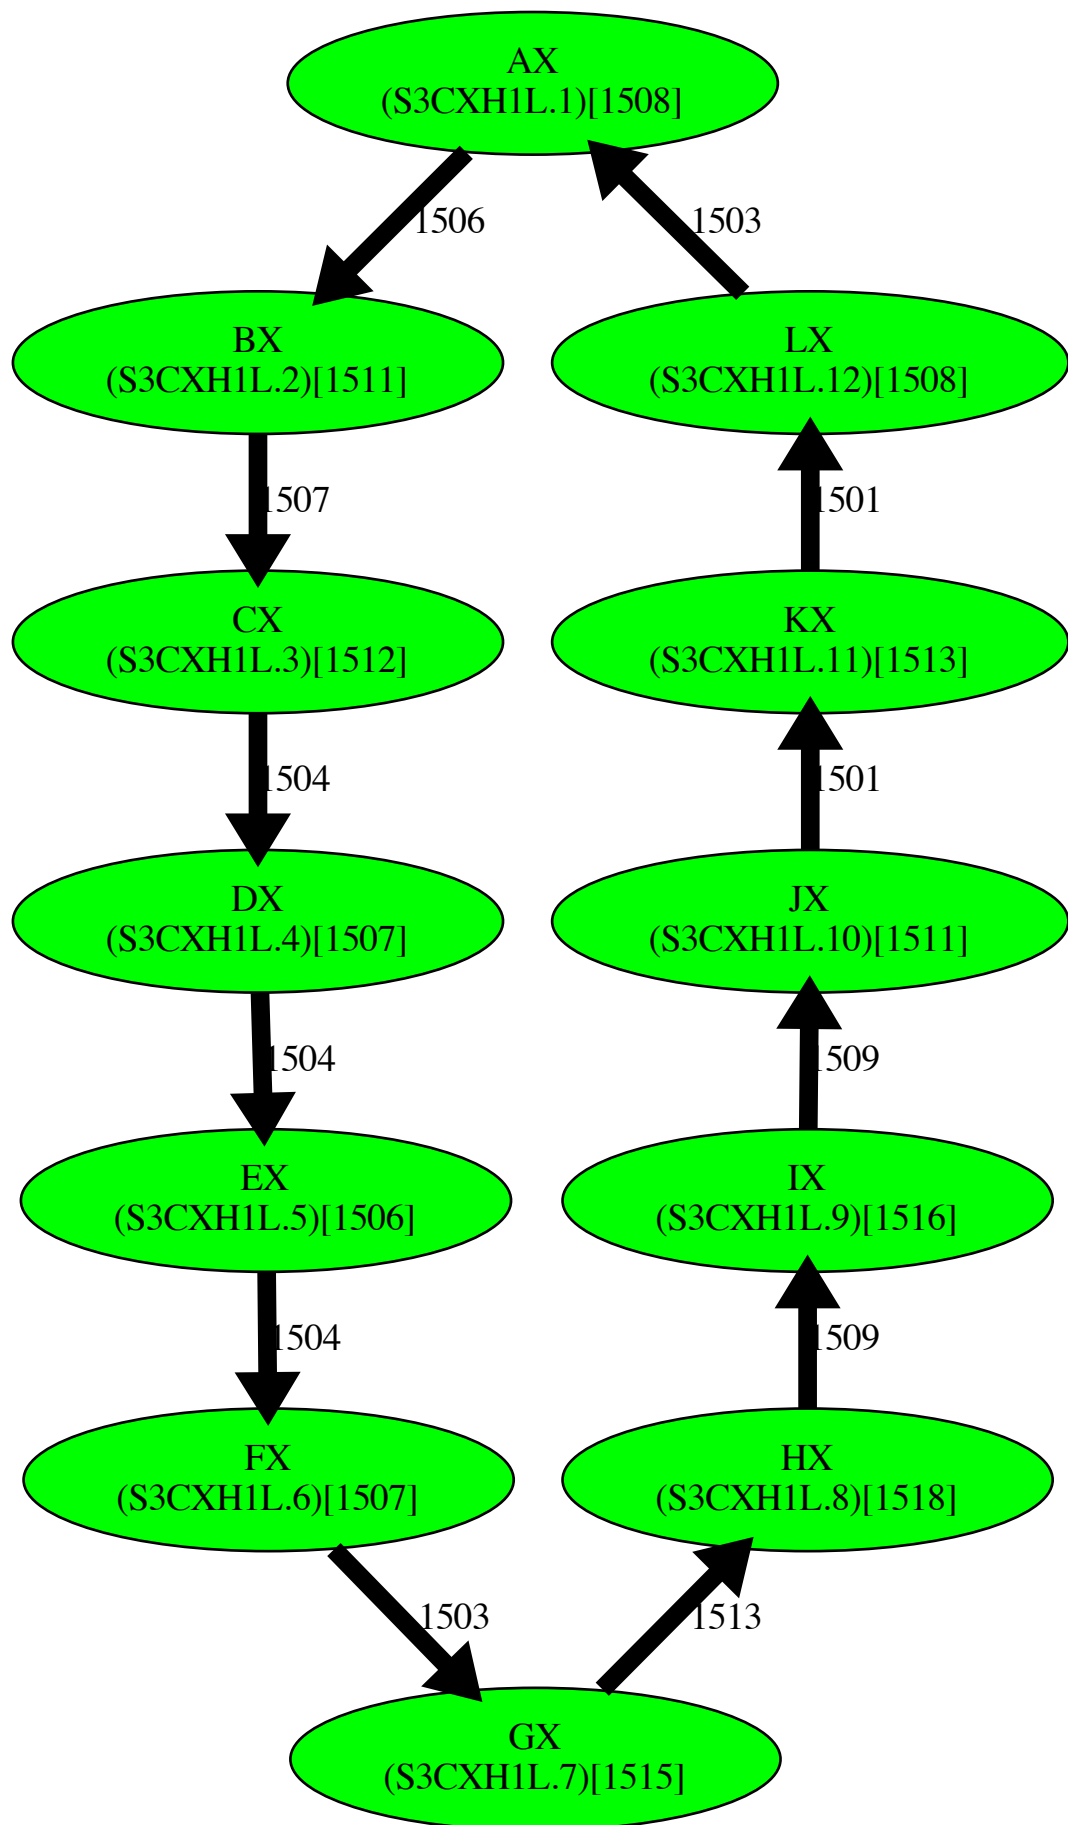 AX
(S3CXH1L.1)[1508]
1506
1503
BX
(S3CXH1L.2)[1511]
LX
(S3CXH1L.12)[1508]
1507
1501
CX
(S3CXH1L.3)[1512]
KX
(S3CXH1L.11)[1513]
1504
1501
DX
(S3CXH1L.4)[1507]
JX
(S3CXH1L.10)[1511]
1504
1509
EX
(S3CXH1L.5)[1506]
IX
(S3CXH1L.9)[1516]
1504
1509
FX
(S3CXH1L.6)[1507]
HX
(S3CXH1L.8)[1518]
1503
1513
GX
(S3CXH1L.7)[1515]